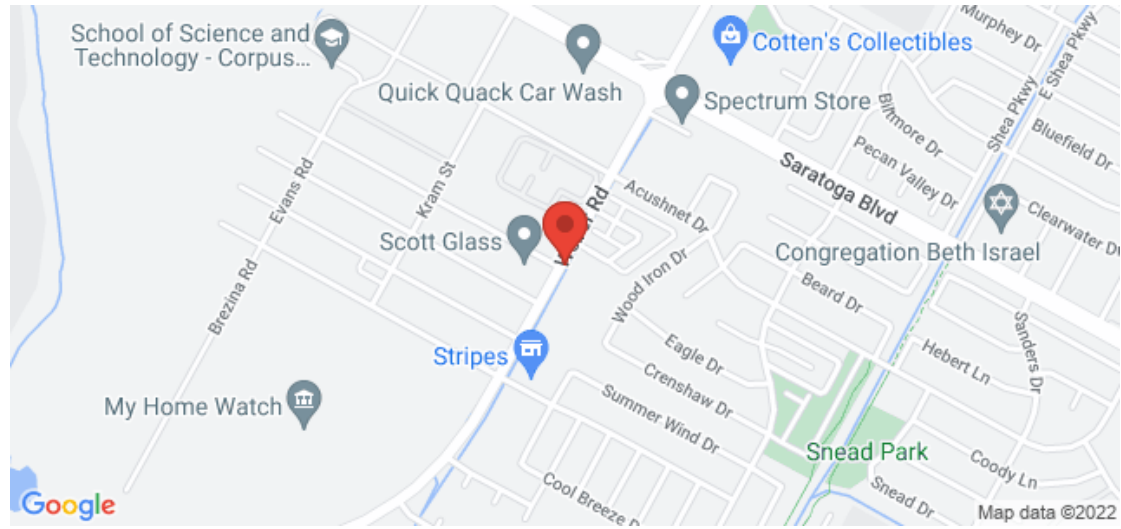 School of Science and
Technology - Corpus...
Cotten's Collectibles
Murphey Dr
E Shea Pkwy
Shea Pkwy
Quick Quack Car Wash
Spectrum Store
Biltmore Dr
Bluefield Dr
Pecan Valley Dr
Saratoga Blvd
Evans Rd
Kram St
Acushnet Dr
Rd
Clearwater Dr
Scott Glass
Congregation Beth Israel
Wood Iron Dr
Beard Dr
Brezina Rd
Stripes
Eagle Dr
Hebert Ln
Sanders Dr
Crenshaw Dr
My Home Watch
Summer Wind Dr
Snead Park
Coody Ln
Cool Breeze D
Snead Dr
Google
Map data ©2022